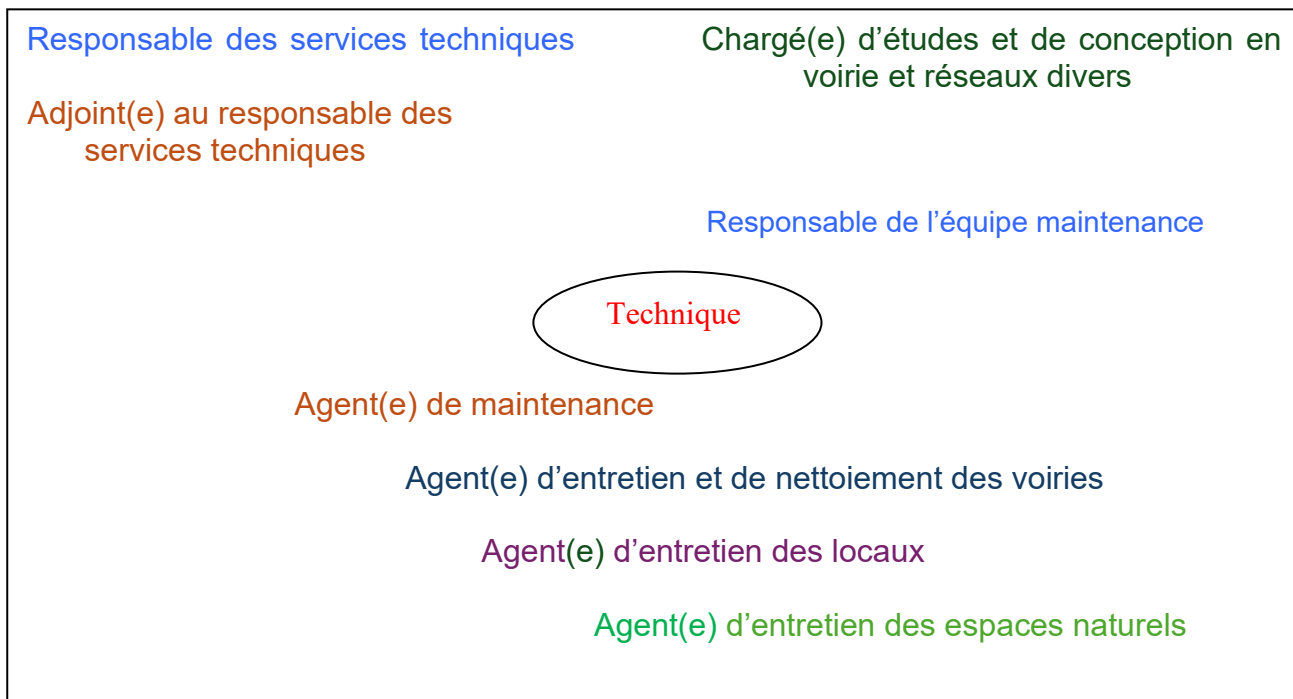 Responsable des services techniques
Chargé(e) d’études et de conception en
voirie et réseaux divers
Adjoint(e) au responsable des
services techniques
Responsable de l’équipe maintenance
Technique
Agent(e) de maintenance
Agent(e) d’entretien et de nettoiement des voiries
Agent(e) d’entretien des locaux
Agent(e) d’entretien des espaces naturels